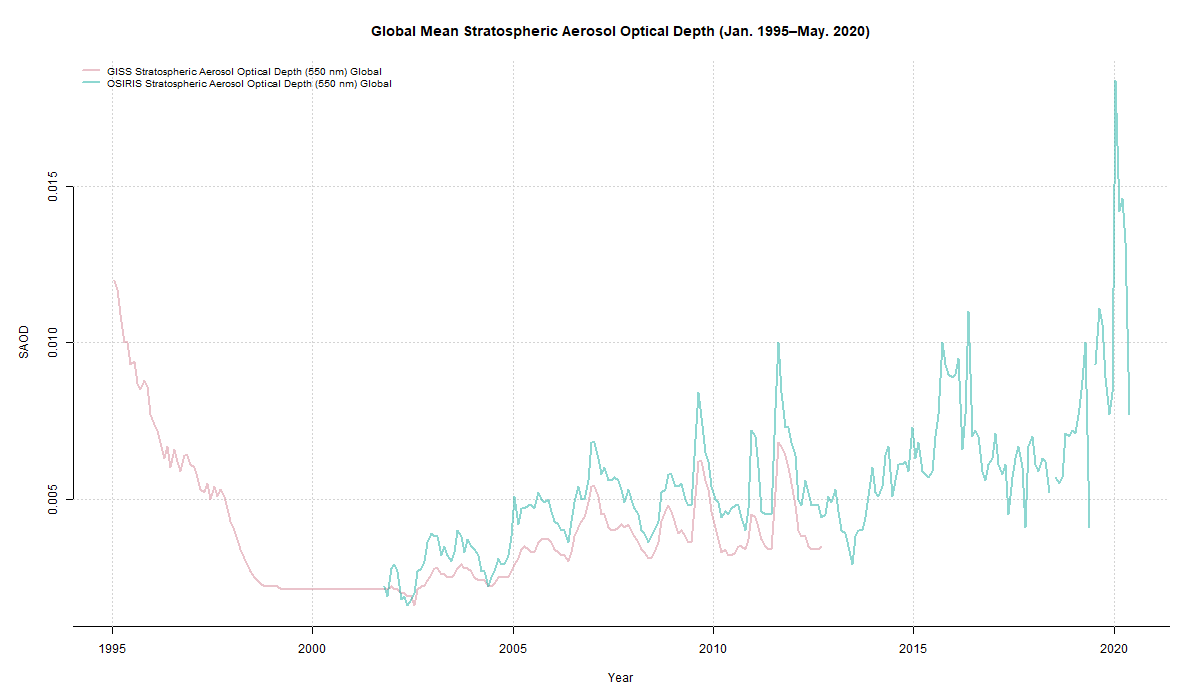 Global Mean Stratospheric Aerosol Optical Depth (Jan. 1995–May. 2020)
GISS Stratospheric Aerosol Optical Depth (550 nm) Global
OSIRIS Stratospheric Aerosol Optical Depth (550 nm) Global
0.015
0.010
0.005
SAOD
1995 2000 2005 2010 2015 2020
Year